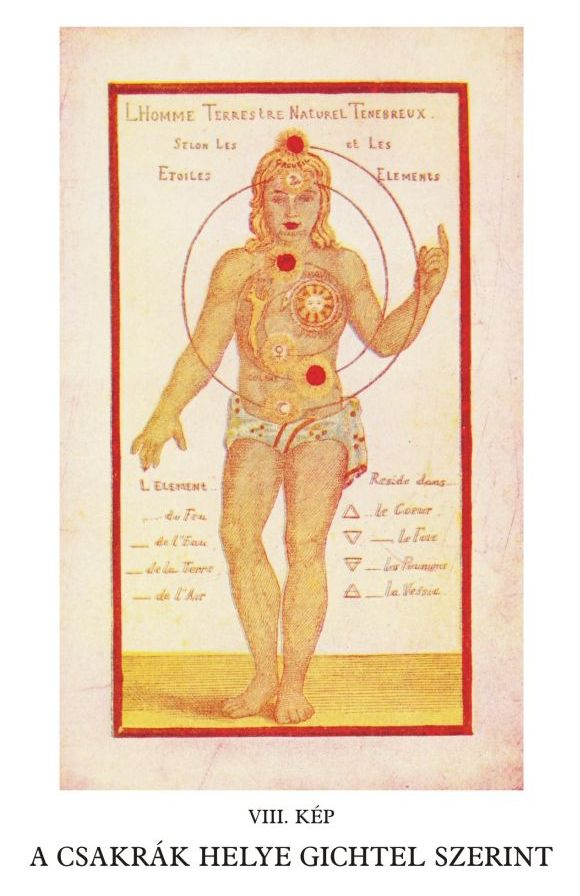 LHOMME TERRESTRE NATUREL TENEBREUX.
SELON LES et LES
ETOILES ELEMENTS
ORGUEIL
L ELEMENT Reside dans
du Feu le Coeur
de l'Eau le Foie
de la Terre les Poumons
de l'Air la Vessie
VIII. KÉP
A CSAKRÁK HELYE GICHTEL SZERINT